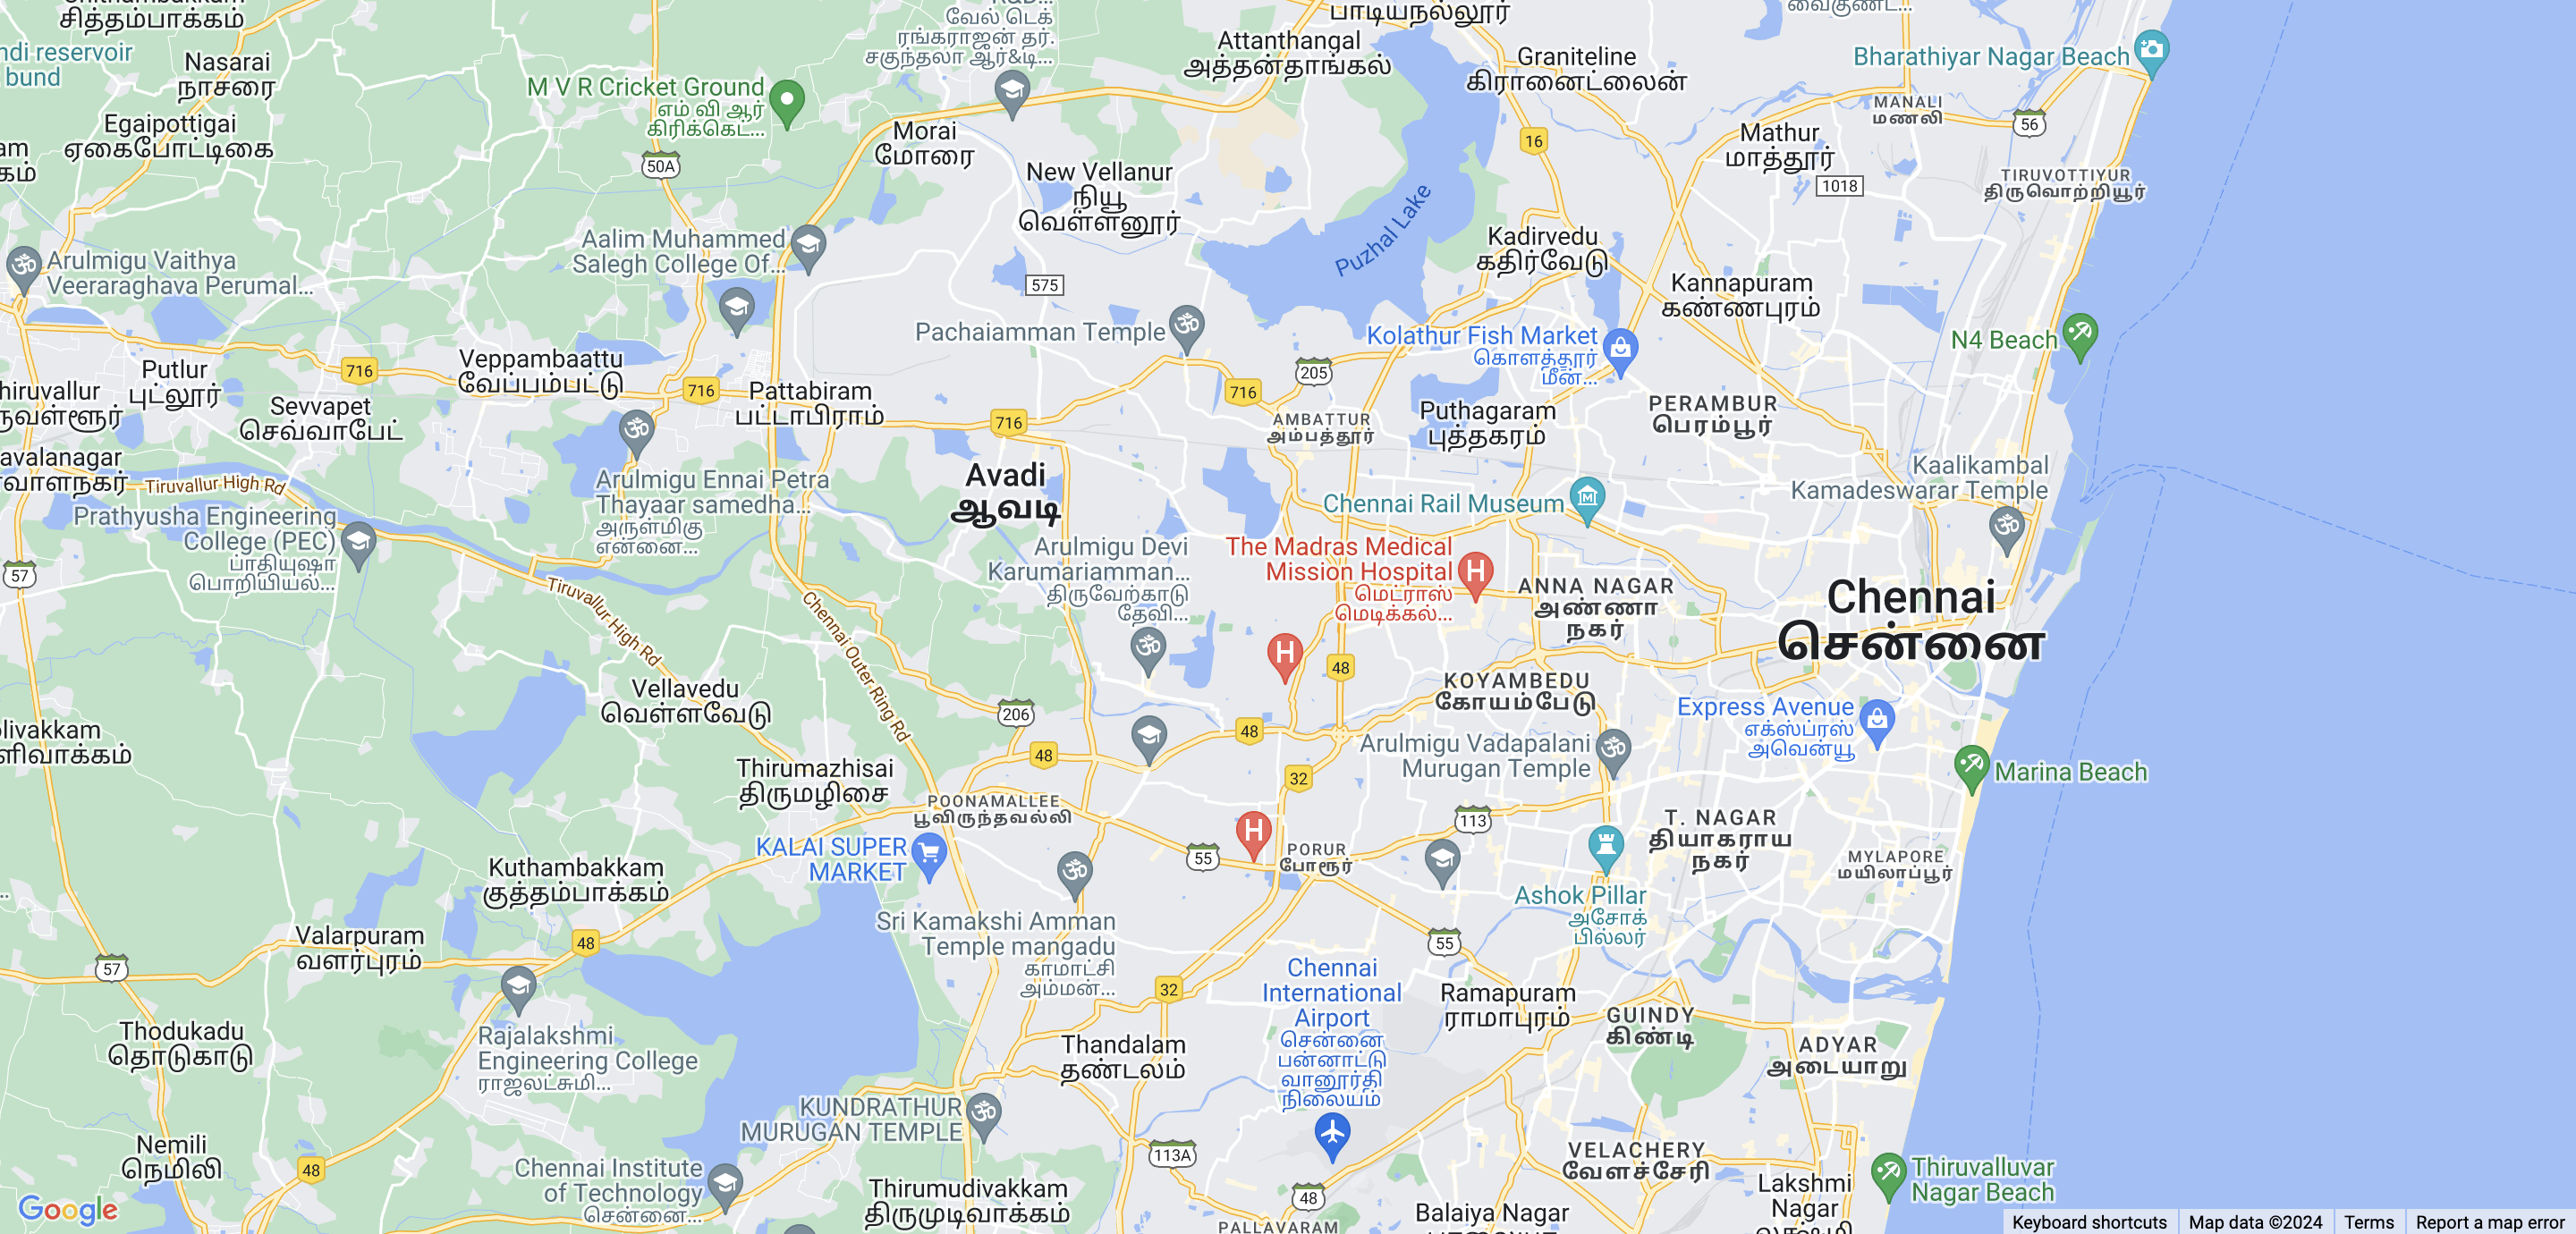 சித்தம்பாக்கம்
ndi reservoir
bund
Nasarai
நாசரை
Egaipottigai
ஏகைபோட்டிகை
M V R Cricket Ground
எம் வி ஆர்
கிரிக்கெட்...
50A
வேல் டெக்
ரங்கராஜன் தர்.
சகுந்தலா ஆர்&டி...
Morai
மோரை
Attanthangal
அத்தன்தாங்கல்
பாடியநல்லூர்
Graniteline
கிரானைட்லைன்
16
Bharathiyar Nagar Beach
MANALI
மணலி
56
Mathur
மாத்தூர்
1018
TIRUVOTTIYUR
திருவொற்றியூர்
New Vellanur
நியூ
வெள்ளனூர்
Puzhal Lake
Kadirvedu
கதிர்வேடு
Aalim Muhammed
Salegh College Of...
Arulmigu Vaithya
Veeraraghava Perumal...
575
Kannapuram
கண்ணபுரம்
Pachaiamman Temple
Kolathur Fish Market
கொளத்தூர்
மீன்...
N4 Beach
Putlur
புட்லூர்
716
Veppambaattu
வேப்பம்பட்டு
716
Pattabiram
பட்டாபிராம்
716
716
205
AMBATTUR
அம்பத்தூர்
Puthagaram
புத்தகரம்
PERAMBUR
பெரம்பூர்
hiruvallur
ருவள்ளூர்
Sevvapet
செவ்வாபேட்
avalanagar
ர்வாளநகர்
Tiruvallur High Rd
Avadi
ஆவடி
Arulmigu Ennai Petra
Thayaar samedha...
அருள்மிகு
என்னை...
Chennai Rail Museum
Kaalikambal
Kamadeswarar Temple
Prathyusha Engineering
College (PEC)
பாதியுஷா
பொறியியல்...
57
Arulmigu Devi
Karumariamman...
திருவேற்காடு
தேவி...
The Madras Medical
Mission Hospital
மெட்ராஸ்
மெடிக்கல்...
ANNA NAGAR
அண்ணா
நகர்
Chennai
சென்னை
Tiruvallur High Rd
Chennai Outer Ring Rd
Vellavedu
வெள்ளவேடு
206
48
48
48
KOYAMBEDU
கோயம்பேடு
Express Avenue
எக்ஸ்ப்ரஸ்
அவென்யூ
olivakkam
ளிவாக்கம்
Arulmigu Vadapalani
Murugan Temple
32
Marina Beach
Thirumazhisai
திருமழிசை
POONAMALLEE
பூவிருந்தவல்லி
KALAI SUPER
MARKET
55
PORUR
போரூர்
113
T. NAGAR
தியாகராய
நகர்
MYLAPORE
மயிலாப்பூர்
Kuthambakkam
குத்தம்பாக்கம்
Ashok Pillar
அசோக்
பில்லர்
Sri Kamakshi Amman
Temple mangadu
காமாட்சி
அம்மன்...
Valarpuram
வளர்புரம்
48
57
55
32
Chennai
International
Airport
சென்னை
பன்னாட்டு
வானூர்தி
நிலையம்
Ramapuram
ராமாபுரம்
GUINDY
கிண்டி
Thodukadu
தொடுகாடு
Rajalakshmi
Engineering College
ராஜலட்சுமி...
Thandalam
தண்டலம்
ADYAR
அடையாறு
KUNDRATHUR
MURUGAN TEMPLE
Nemili
நெமிலி
48
Chennai Institute
of Technology
சென்னை...
113A
VELACHERY
வேளச்சேரி
Thiruvalluvar
Nagar Beach
Thirumudivakkam
திருமுடிவாக்கம்
48
PALLAVARAM
Balaiya Nagar
Lakshmi
Nagar
Google
Keyboard shortcuts
Map data ©2024
Terms
Report a map error